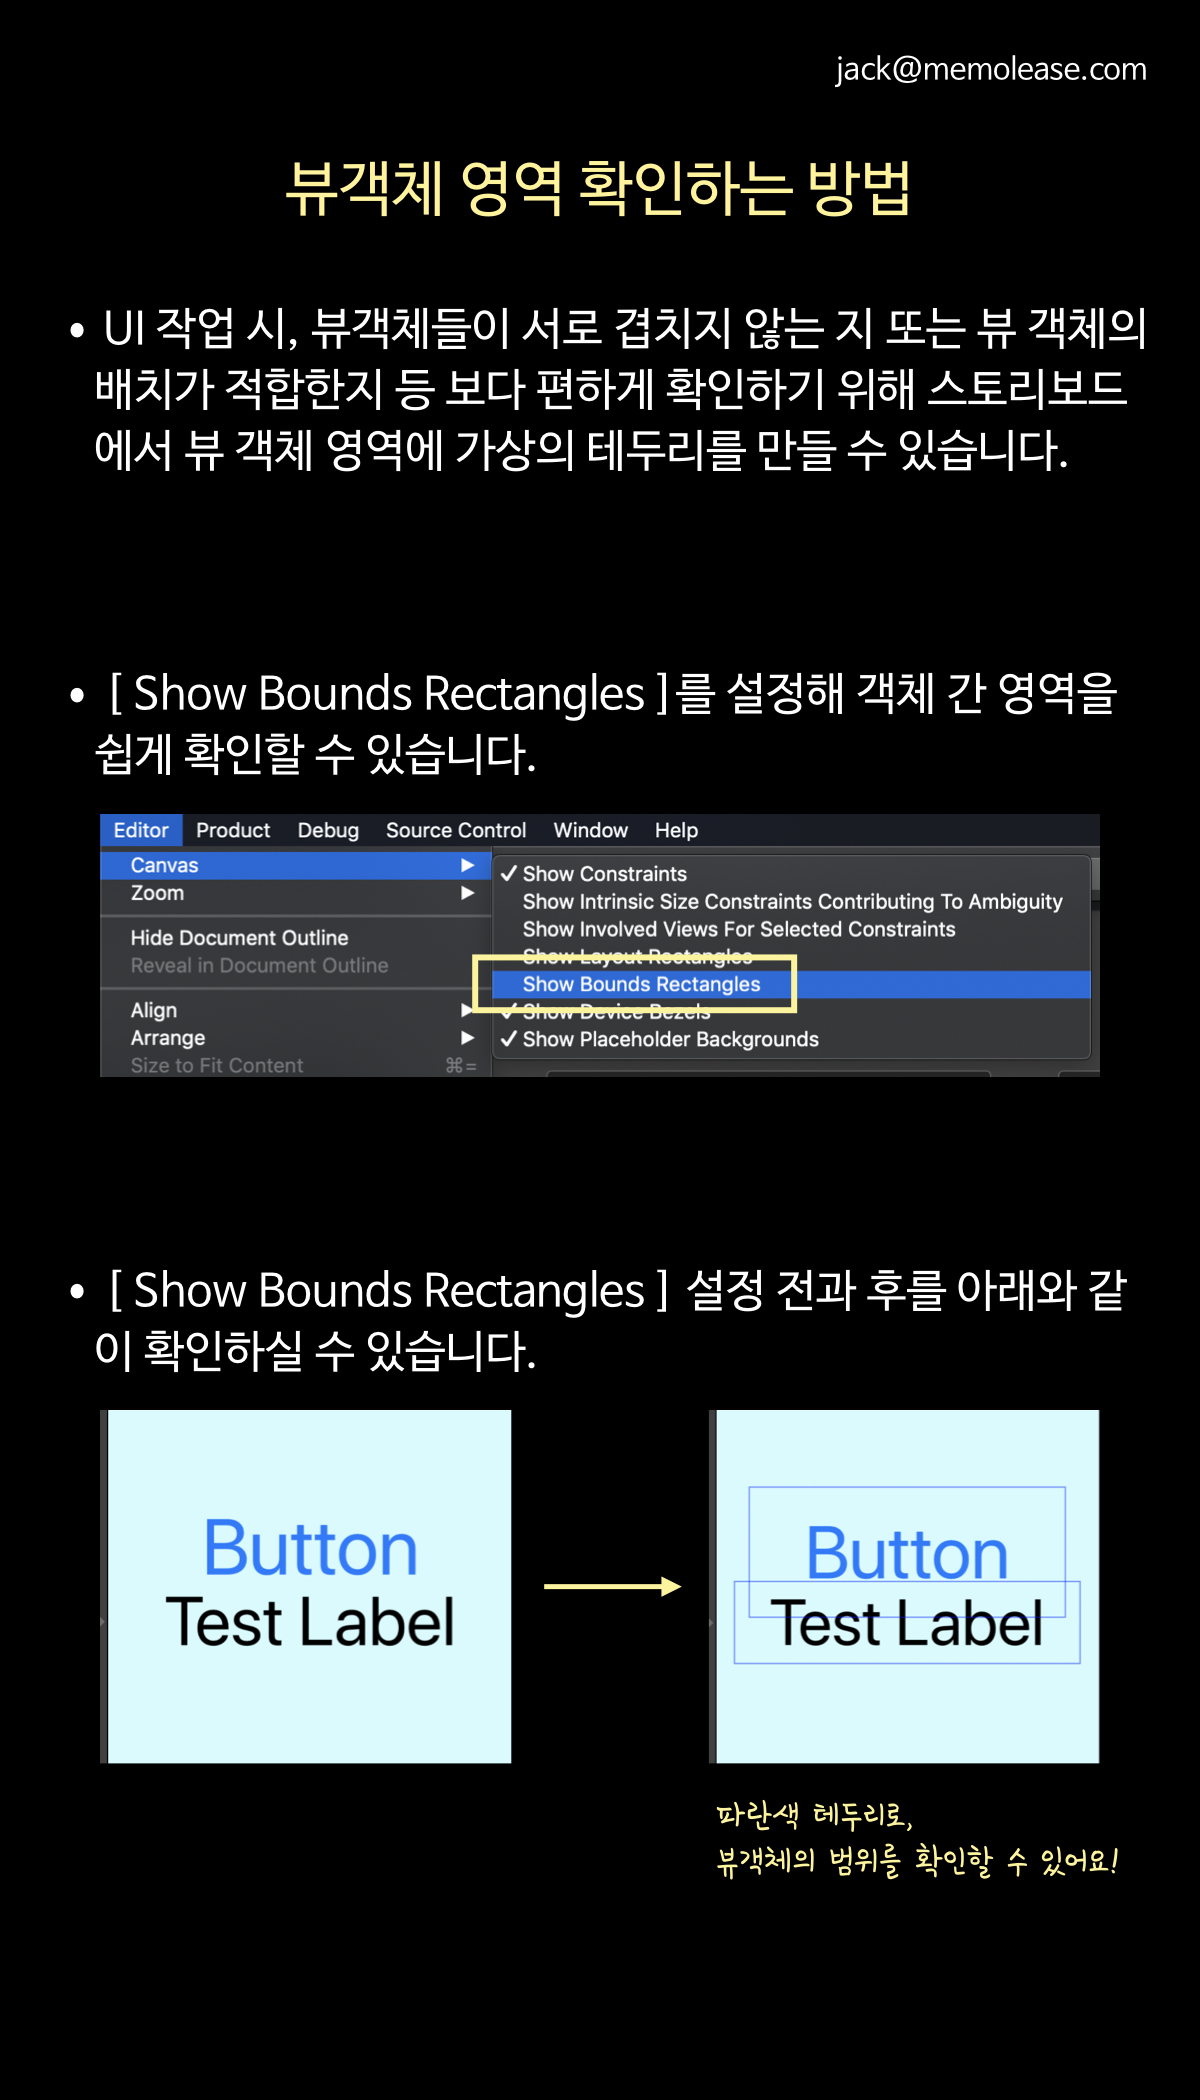 jack@memolease.com
뷰객체 영역 확인하는 방법
• UI 작업 시, 뷰객체들이 서로 겹치지 않는 지 또는 뷰 객체의
배치가 적합한지 등 보다 편하게 확인하기 위해 스토리보드
에서 뷰 객체 영역에 가상의 테두리를 만들 수 있습니다.
• [ Show Bounds Rectangles ]를 설정해 객체 간 영역을
쉽게 확인할 수 있습니다.
Editor Product Debug Source Control Window Help
Canvas ▶
Zoom ▶
Hide Document Outline
Reveal in Document Outline
Align ▶
Arrange ▶
Size to Fit Content ⌘=
✓ Show Constraints
Show Intrinsic Size Constraints Contributing To Ambiguity
Show Involved Views For Selected Constraints
Show Layout Rectangles
Show Bounds Rectangles
✓ Show Device Bezels
✓ Show Placeholder Backgrounds
• [ Show Bounds Rectangles ] 설정 전과 후를 아래와 같
이 확인하실 수 있습니다.
Button
Test Label
Button
Test Label
파란색 테두리로,
뷰객체의 범위를 확인할 수 있어요!